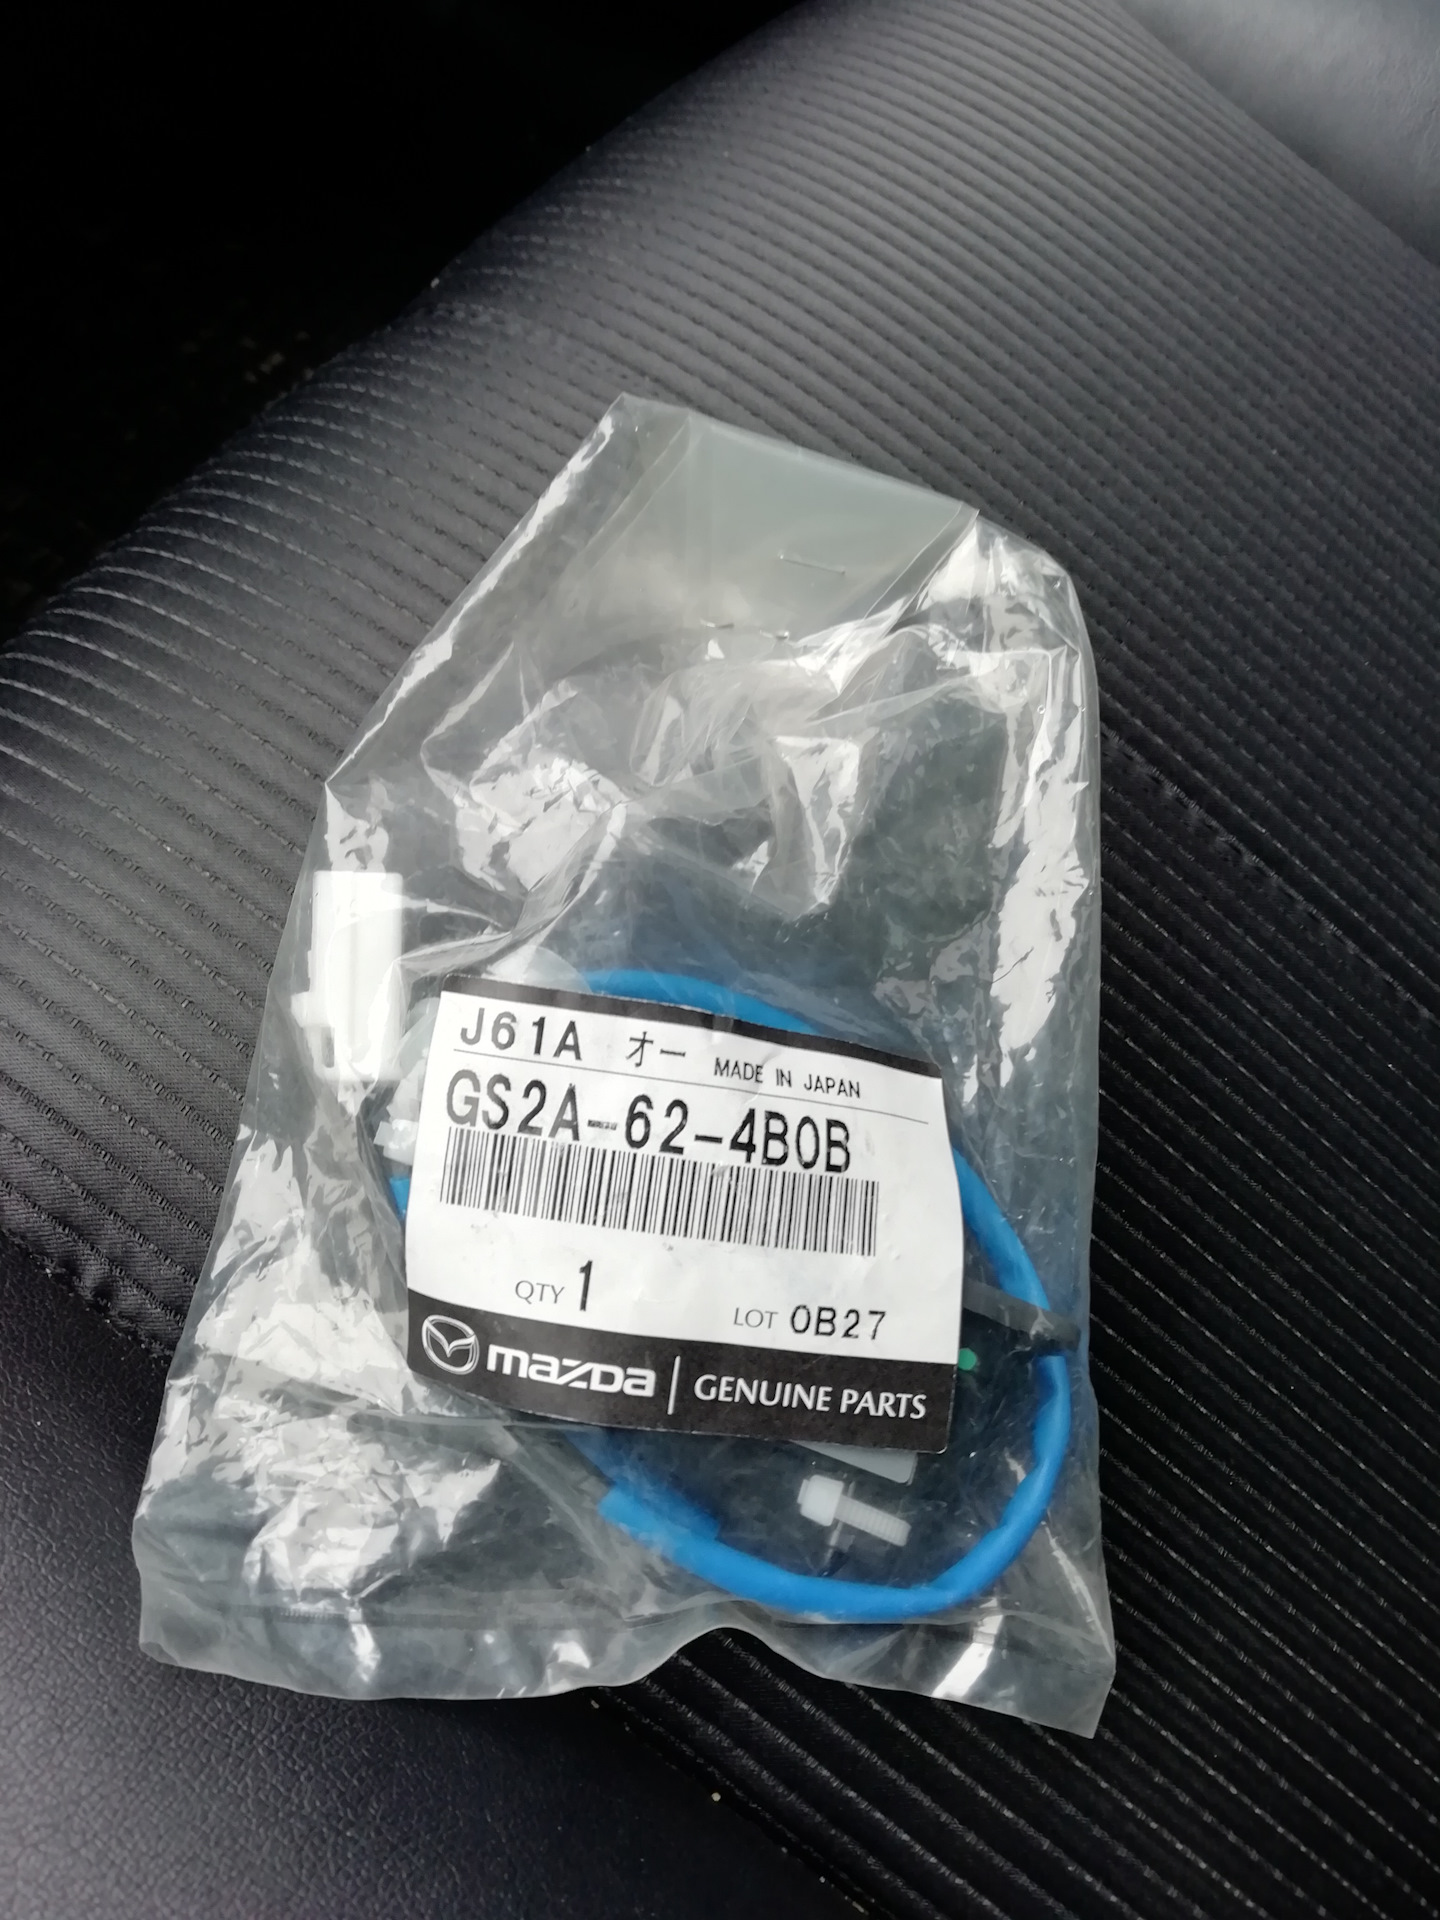 J61A オー MADE IN JAPAN
GS2A-62-4B0B
QTY 1 LOT 0B27
mazda | GENUINE PARTS